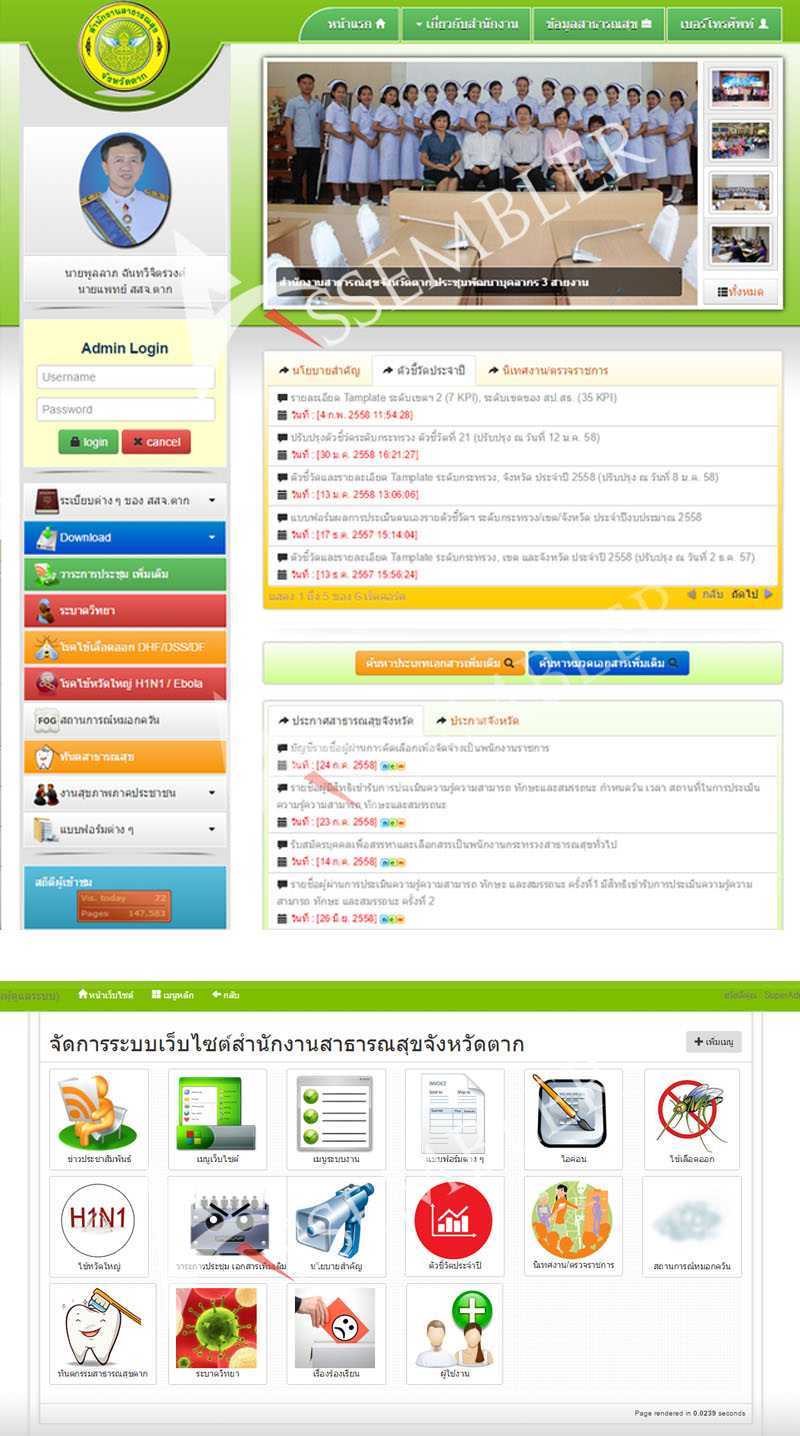 สำนักงานสาธารณสุข
จังหวัดตาก
หน้าแรก
เกี่ยวกับสำนักงาน
ข้อมูลสาธารณสุข
เบอร์โทรศัพท์
นายพูลลาภ ฉันทวิจิตรวงศ์
นายแพทย์ สสจ.ตาก
สำนักงานสาธารณสุขจังหวัดตาก ประชุมพัฒนาบุคลากร 3 สายงาน
ทั้งหมด
ASSEMBLER
Admin Login
Username
Password
login
cancel
ระเบียบต่าง ๆ ของ สสจ.ตาก
Download
วาระการประชุม เพิ่มเติม
ระบาดวิทยา
โรคไข้เลือดออก DHF/DSS/DF
โรคไข้หวัดใหญ่ H1N1 / Ebola
FOG สถานการณ์หมอกควัน
ทันตสาธารณสุข
งานสุขภาพภาคประชาชน
แบบฟอร์มต่าง ๆ
สถิติผู้เข้าชม
Vis. today 72
Pages 147,583
นโยบายสำคัญ
ตัวชี้วัดประจำปี
นิเทศงาน/ตรวจราชการ
รายละเอียด Tamplate ระดับเขตฯ 2 (7 KPI), ระดับเขตของ สป.สธ. (35 KPI)
วันที่ : [4 ก.พ. 2558 11:54:28]
ปรับปรุงตัวชี้วัดระดับกระทรวง ตัวชี้วัดที่ 21 (ปรับปรุง ณ วันที่ 12 ม.ค. 58)
วันที่ : [30 ม.ค. 2558 16:21:27]
ตัวชี้วัดและรายละเอียด Tamplate ระดับกระทรวง, จังหวัด ประจำปี 2558 (ปรับปรุง ณ วันที่ 8 ม.ค. 58)
วันที่ : [13 ม.ค. 2558 13:06:06]
แบบฟอร์มผลการประเมินตนเองรายตัวชี้วัดฯ ระดับกระทรวง/เขต/จังหวัด ประจำปีงบประมาณ 2558
วันที่ : [17 ธ.ค. 2557 15:14:04]
ตัวชี้วัดและรายละเอียด Tamplate ระดับกระทรวง, เขต และจังหวัด ประจำปี 2558 (ปรับปรุง ณ วันที่ 2 ธ.ค. 57)
วันที่ : [13 ธ.ค. 2557 15:56:24]
แสดง 1 ถึง 5 ของ 6 เร็คคอร์ด
กลับ ถัดไป
ค้นหาประเภทเอกสารเพิ่มเติม
ค้นหาหมวดเอกสารเพิ่มเติม
ประกาศสาธารณสุขจังหวัด
ประกาศจังหวัด
บัญชีรายชื่อผู้ผ่านการคัดเลือกเพื่อจัดจ้างเป็นพนักงานราชการ
วันที่ : [24 ก.ค. 2558] new
รายชื่อผู้มีสิทธิเข้ารับการประเมินความรู้ความสามารถ ทักษะและสมรรถนะ กำหนดวัน เวลา สถานที่ในการประเมิน
ความรู้ความสามารถ ทักษะและสมรรถนะ
วันที่ : [23 ก.ค. 2558] new
รับสมัครบุคคลเพื่อสรรหาและเลือกสรรเป็นพนักงานกระทรวงสาธารณสุขทั่วไป
วันที่ : [14 ก.ค. 2558] new
รายชื่อผู้ผ่านการประเมินความรู้ความสามารถ ทักษะ และสมรรถนะ ครั้งที่1 มีสิทธิเข้ารับการประเมินความรู้ความ
สามารถ ทักษะ และสมรรถนะ ครั้งที่ 2
วันที่ : [26 มิ.ย. 2558] new
ผู้ดูแลระบบ)
หน้าเว็บไซต์
เมนูหลัก
กลับ
สวัสดีคุณ : SuperAd
จัดการระบบเว็บไซต์สำนักงานสาธารณสุขจังหวัดตาก
เพิ่มเมนู
INVOICE
ข่าวประชาสัมพันธ์
เมนูเว็บไซต์
เมนูระบบงาน
แบบฟอร์มต่าง ๆ
ไอค่อน
ไข้เลือดออก
H1N1
ไข้หวัดใหญ่
วาระการประชุม เอกสารเพิ่มเติม
นโยบายสำคัญ
ตัวชี้วัดประจำปี
นิเทศงาน/ตรวจราชการ
สถานการณ์หมอกควัน
ทันตกรรมสาธารณสุขตาก
ระบาดวิทยา
เรื่องร้องเรียน
ผู้ใช้งาน
Page rendered in 0.0239 seconds